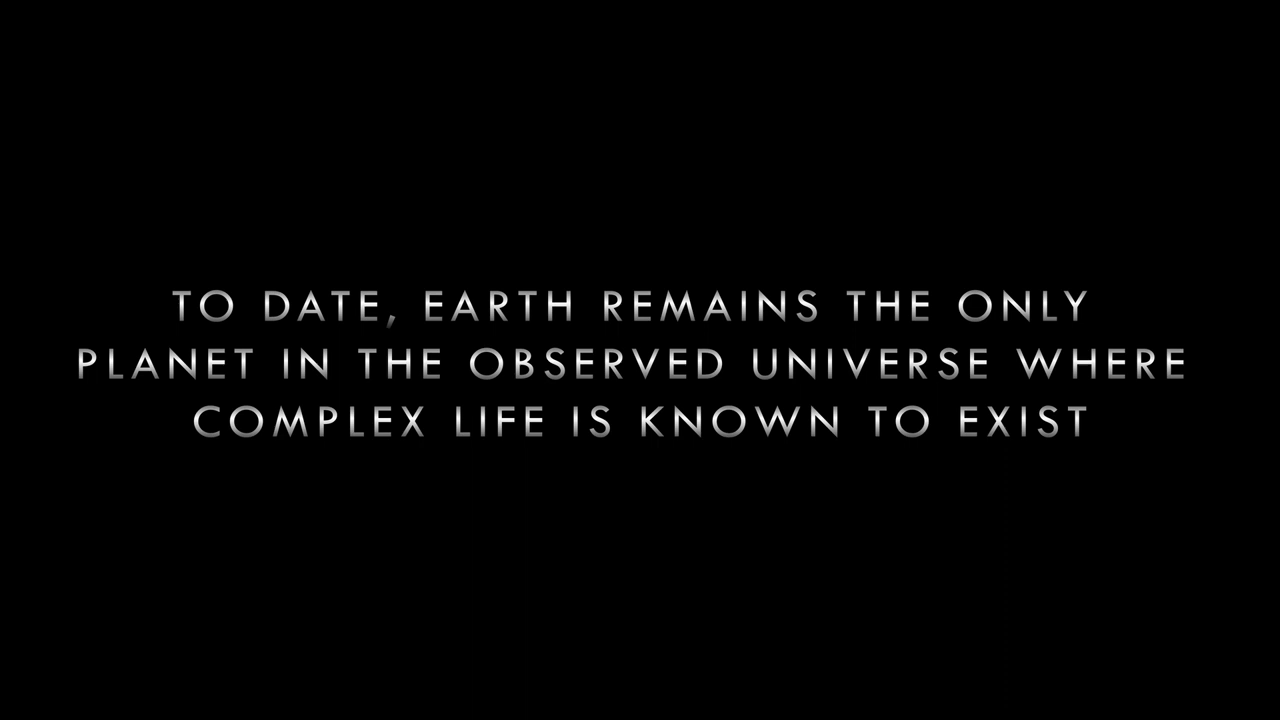 TO DATE, EARTH REMAINS THE ONLY
PLANET IN THE OBSERVED UNIVERSE WHERE
COMPLEX LIFE IS KNOWN TO EXIST